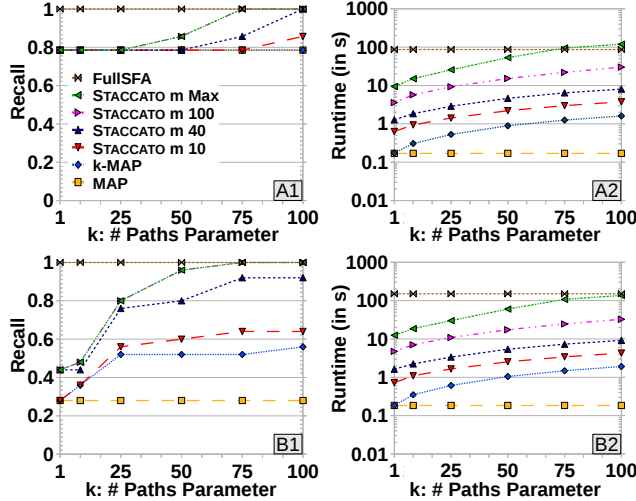 1
0.8
0.6
0.4
0.2
0
Recall
FullSFA
STACCATO m Max
STACCATO m 100
STACCATO m 40
STACCATO m 10
k-MAP
MAP
A1
1 25 50 75 100
k: # Paths Parameter
1000
100
10
1
0.1
0.01
Runtime (in s)
A2
1 25 50 75 100
k: # Paths Parameter
1
0.8
0.6
0.4
0.2
0
Recall
B1
1 25 50 75 100
k: # Paths Parameter
1000
100
10
1
0.1
0.01
Runtime (in s)
B2
1 25 50 75 100
k: # Paths Parameter